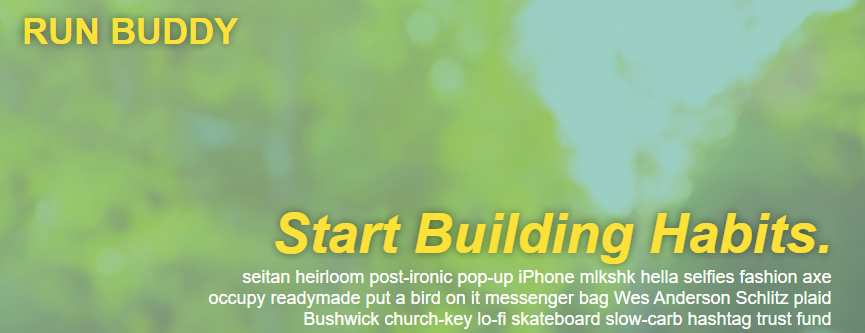 RUN BUDDY
Start Building Habits.
seitan heirloom post-ironic pop-up iPhone mlkshk hella selfies fashion axe
occupy readymade put a bird on it messenger bag Wes Anderson Schlitz plaid
Bushwick church-key lo-fi skateboard slow-carb hashtag trust fund